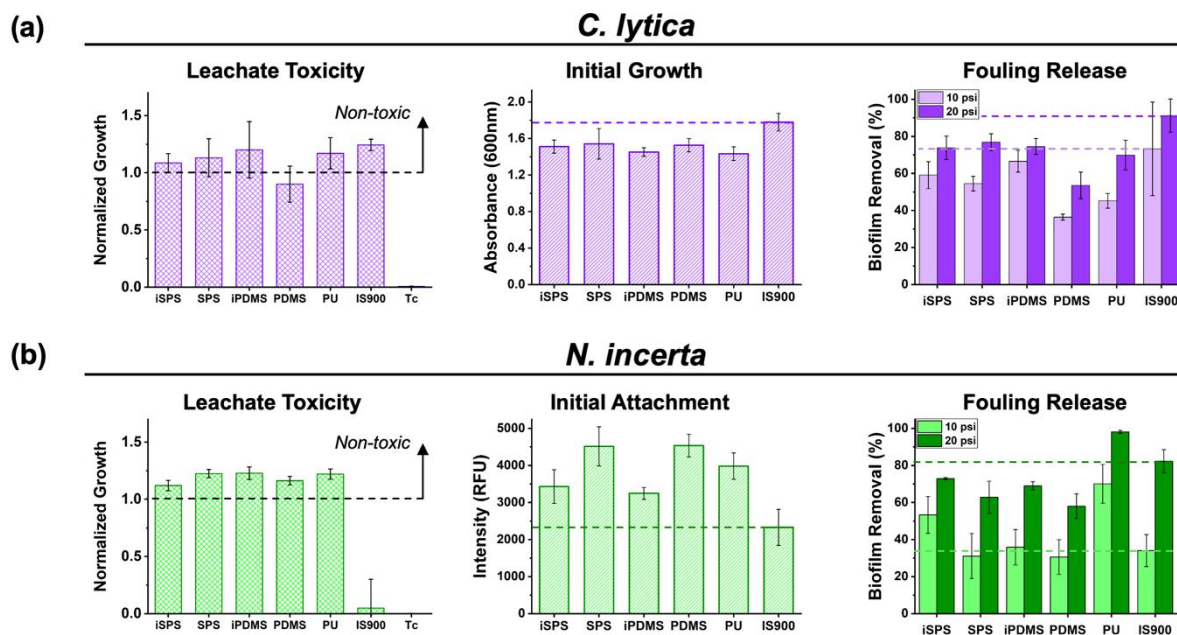 (a)
C. lytica
Leachate Toxicity
Normalized Growth
Non-toxic
1.5
1.0
0.5
0.0
iSPS SPS iPDMS PDMS PU IS900 Tc
Initial Growth
Absorbance (600nm)
2.0
1.6
1.2
0.8
0.4
0.0
iSPS SPS iPDMS PDMS PU IS900
Fouling Release
Biofilm Removal (%)
10 psi
20 psi
100
80
60
40
20
0
iSPS SPS iPDMS PDMS PU IS900
(b)
N. incerta
Leachate Toxicity
Normalized Growth
Non-toxic
1.5
1.0
0.5
0.0
iSPS SPS iPDMS PDMS PU IS900 Tc
Initial Attachment
Intensity (RFU)
5000
4000
3000
2000
1000
0
iSPS SPS iPDMS PDMS PU IS900
Fouling Release
Biofilm Removal (%)
10 psi
20 psi
100
80
60
40
20
0
iSPS SPS iPDMS PDMS PU IS900